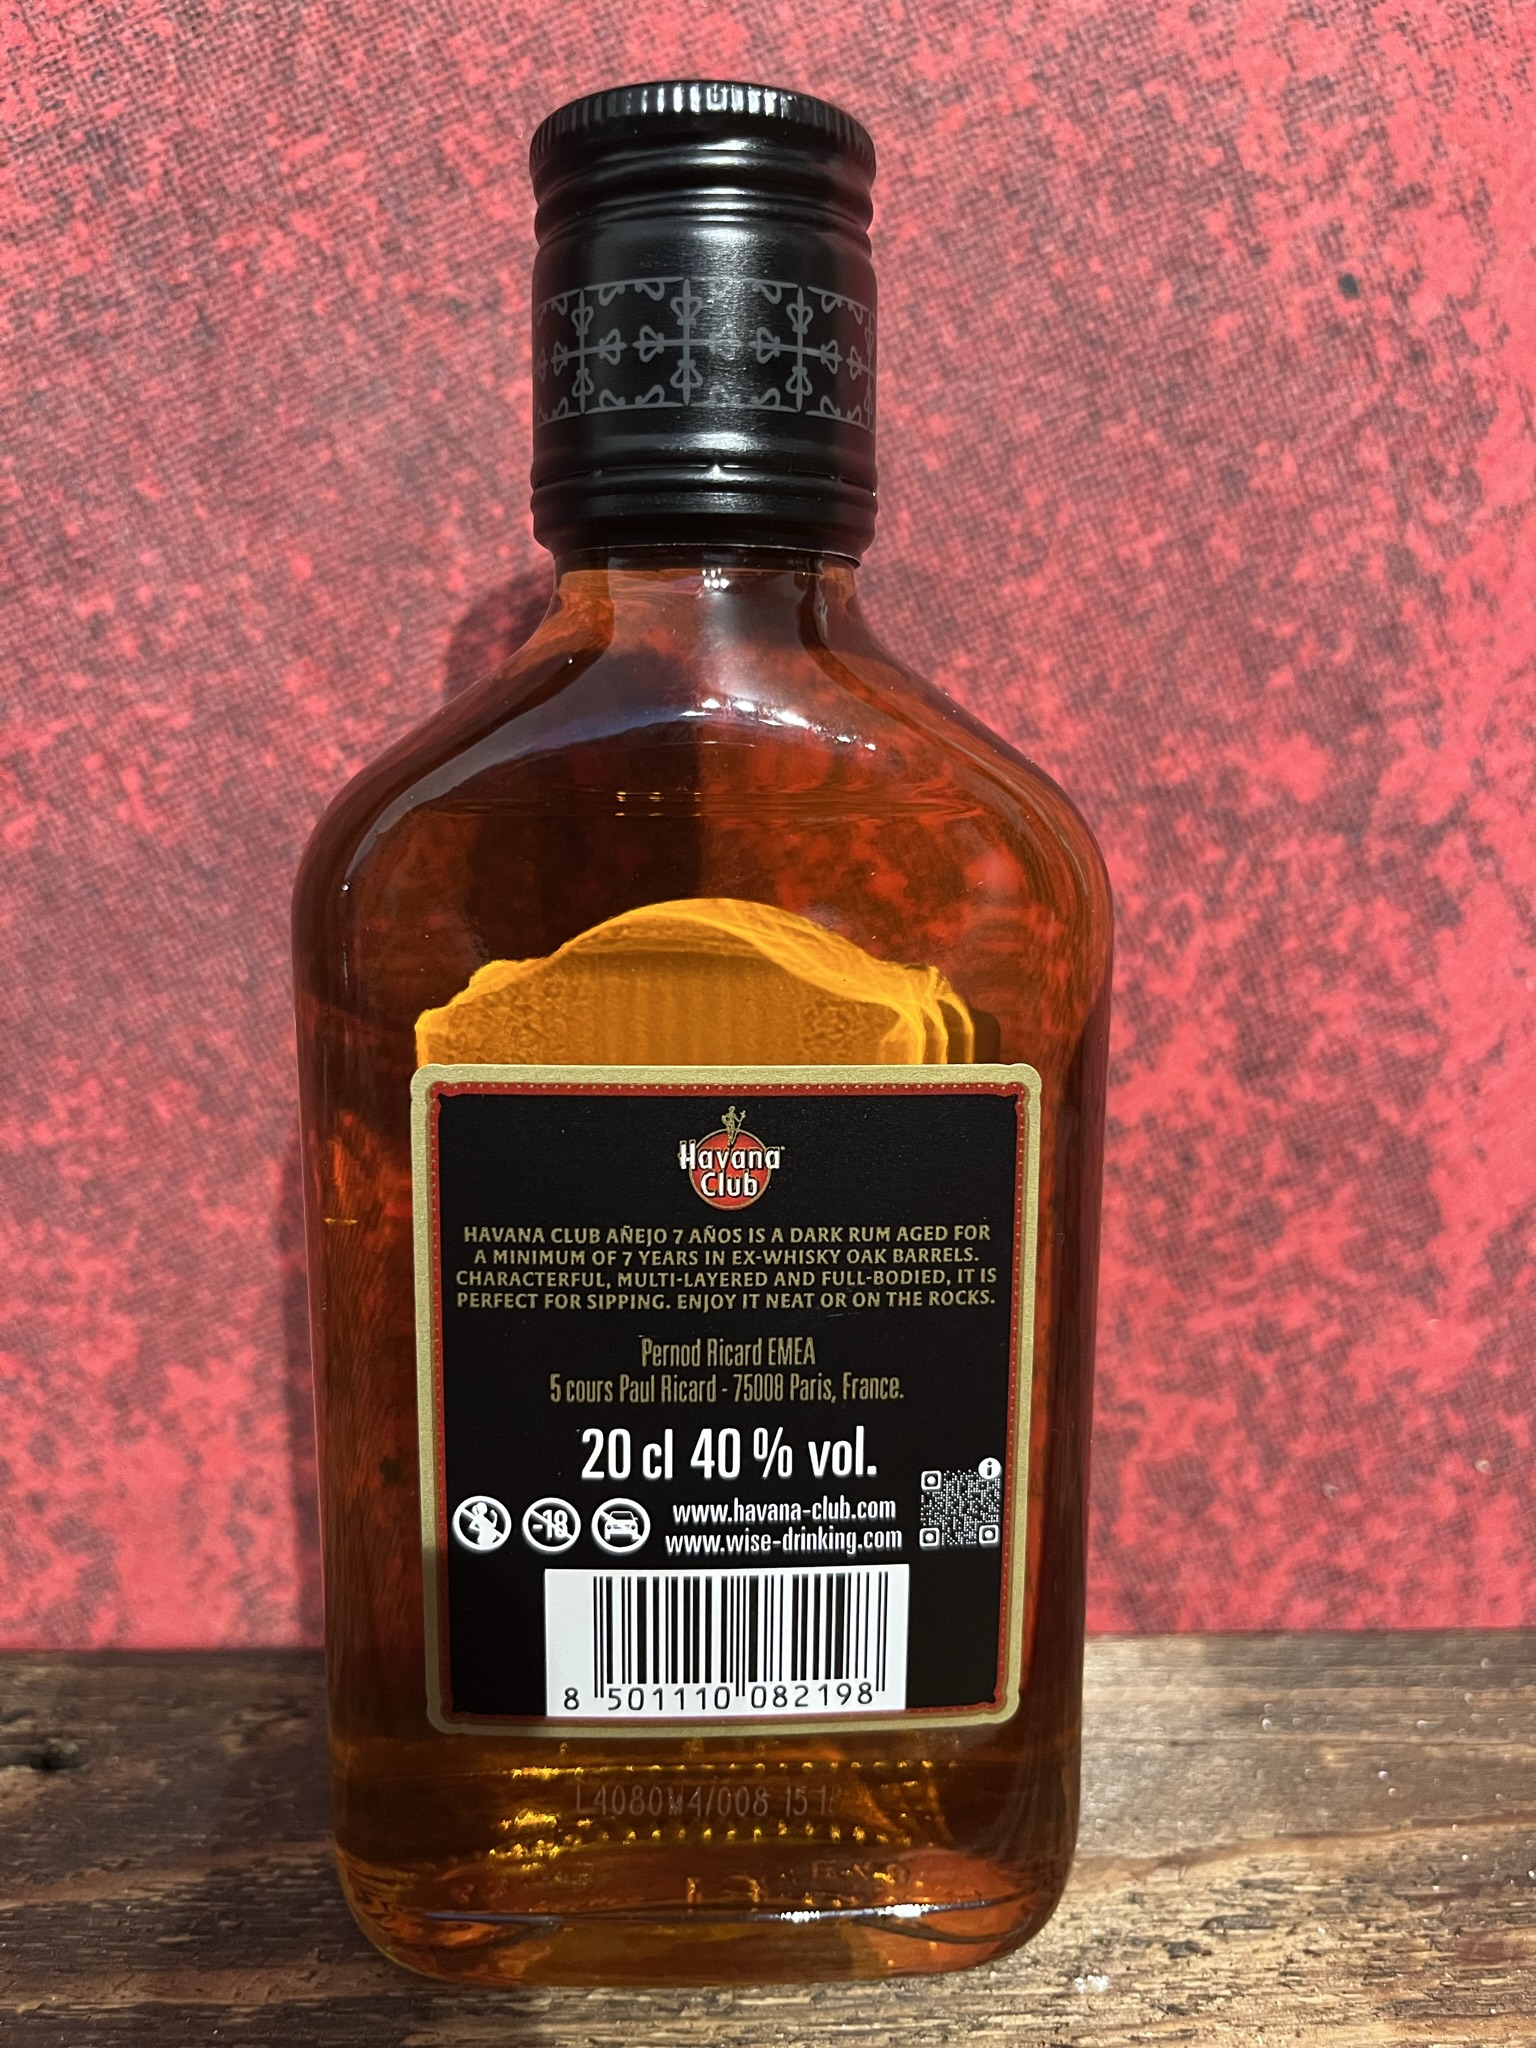 Havana
Club
HAVANA CLUB AÑEJO 7 AÑOS IS A DARK RUM AGED FOR
A MINIMUM OF 7 YEARS IN EX-WHISKY OAK BARRELS.
CHARACTERFUL, MULTI-LAYERED AND FULL-BODIED, IT IS
PERFECT FOR SIPPING. ENJOY IT NEAT OR ON THE ROCKS.
Pernod Ricard EMEA
5 cours Paul Ricard - 75008 Paris, France.
20 cl 40 % vol.
-18
i
www.havana-club.com
www.wise-drinking.com
8 501110 082198
15